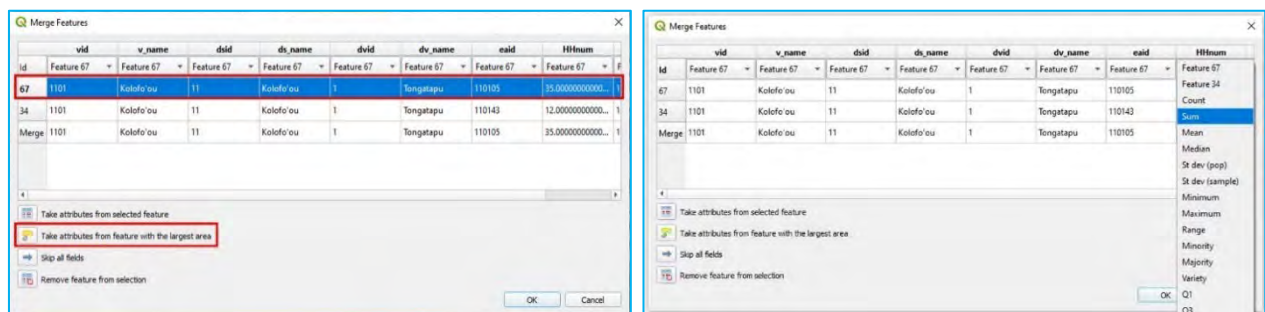 Merge Features
vid v_name dsid ds_name dvid dv_name eaid HHnum
Id Feature 67 Feature 67 Feature 67 Feature 67 Feature 67 Feature 67 Feature 67 Feature 67 F
67 1101 Kolofo'ou 11 Kolofo'ou 1 Tongatapu 110105 35.00000000000... 1
34 1101 Kolofo'ou 11 Kolofo'ou 1 Tongatapu 110143 12.00000000000... 1
Merge 1101 Kolofo'ou 11 Kolofo'ou 1 Tongatapu 110105 35.00000000000... 1
Take attributes from selected feature
Take attributes from feature with the largest area
Skip all fields
Remove feature from selection
OK Cancel
Merge Features
vid v_name dsid ds_name dvid dv_name eaid HHnum
Id Feature 67 Feature 67 Feature 67 Feature 67 Feature 67 Feature 67 Feature 67
67 1101 Kolofo'ou 11 Kolofo'ou 1 Tongatapu 110105
34 1101 Kolofo'ou 11 Kolofo'ou 1 Tongatapu 110143
Merge 1101 Kolofo'ou 11 Kolofo'ou 1 Tongatapu 110105
Feature 67
Feature 34
Count
Sum
Mean
Median
St dev (pop)
St dev (sample)
Minimum
Maximum
Range
Minority
Majority
Variety
Q1
Q3
Take attributes from selected feature
Take attributes from feature with the largest area
Skip all fields
Remove feature from selection
OK